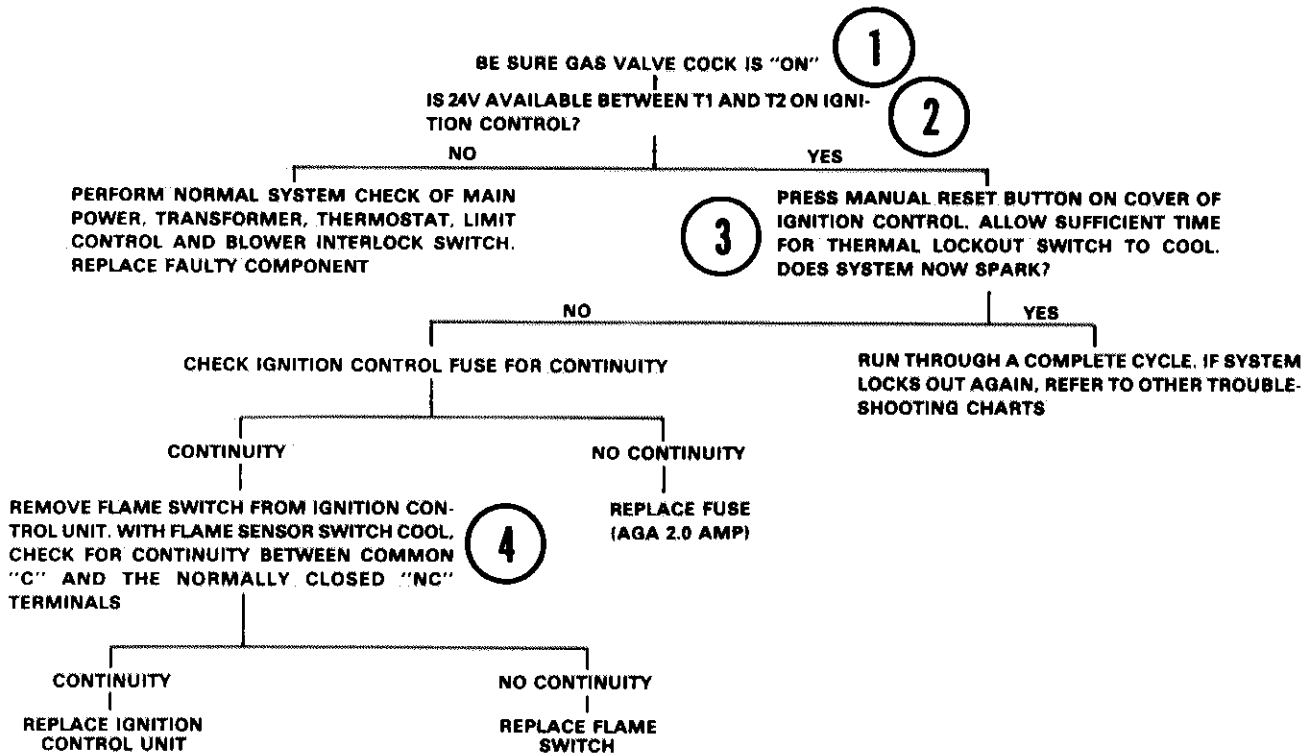 BE SURE GAS VALVE COCK IS "ON"
1
IS 24V AVAILABLE BETWEEN T1 AND T2 ON IGNI-
TION CONTROL?
2
NO
YES
PERFORM NORMAL SYSTEM CHECK OF MAIN
POWER, TRANSFORMER, THERMOSTAT, LIMIT
CONTROL AND BLOWER INTERLOCK SWITCH.
REPLACE FAULTY COMPONENT
3
PRESS MANUAL RESET BUTTON ON COVER OF
IGNITION CONTROL. ALLOW SUFFICIENT TIME
FOR THERMAL LOCKOUT SWITCH TO COOL.
DOES SYSTEM NOW SPARK?
NO
YES
CHECK IGNITION CONTROL FUSE FOR CONTINUITY
RUN THROUGH A COMPLETE CYCLE. IF SYSTEM
LOCKS OUT AGAIN, REFER TO OTHER TROUBLE-
SHOOTING CHARTS
CONTINUITY
NO CONTINUITY
REMOVE FLAME SWITCH FROM IGNITION CON-
TROL UNIT. WITH FLAME SENSOR SWITCH COOL,
CHECK FOR CONTINUITY BETWEEN COMMON
"C" AND THE NORMALLY CLOSED "NC"
TERMINALS
4
REPLACE FUSE
(AGA 2.0 AMP)
CONTINUITY
NO CONTINUITY
REPLACE IGNITION
CONTROL UNIT
REPLACE FLAME
SWITCH